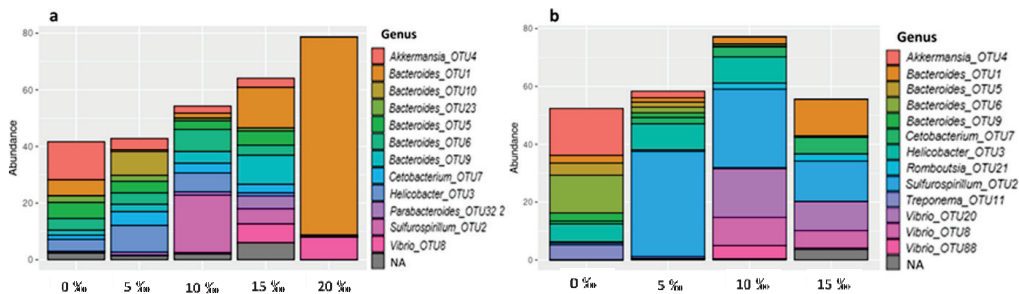 a
Genus
80
60
40
20
0
Abundance
Akkermansia_OTU4
Bacteroides_OTU1
Bacteroides_OTU10
Bacteroides_OTU23
Bacteroides_OTU5
Bacteroides_OTU6
Bacteroides_OTU9
Cetobacterium_OTU7
Helicobacter_OTU3
Parabacteroides_OTU32 2
Sulfurospirillum_OTU2
Vibrio_OTU8
NA
0 ‰ 5 ‰ 10 ‰ 15 ‰ 20 ‰
b
Genus
80
60
40
20
0
Abundance
Akkermansia_OTU4
Bacteroides_OTU1
Bacteroides_OTU5
Bacteroides_OTU6
Bacteroides_OTU9
Cetobacterium_OTU7
Helicobacter_OTU3
Romboutsia_OTU21
Sulfurospirillum_OTU2
Treponema_OTU11
Vibrio_OTU20
Vibrio_OTU8
Vibrio_OTU88
NA
0 ‰ 5 ‰ 10 ‰ 15 ‰